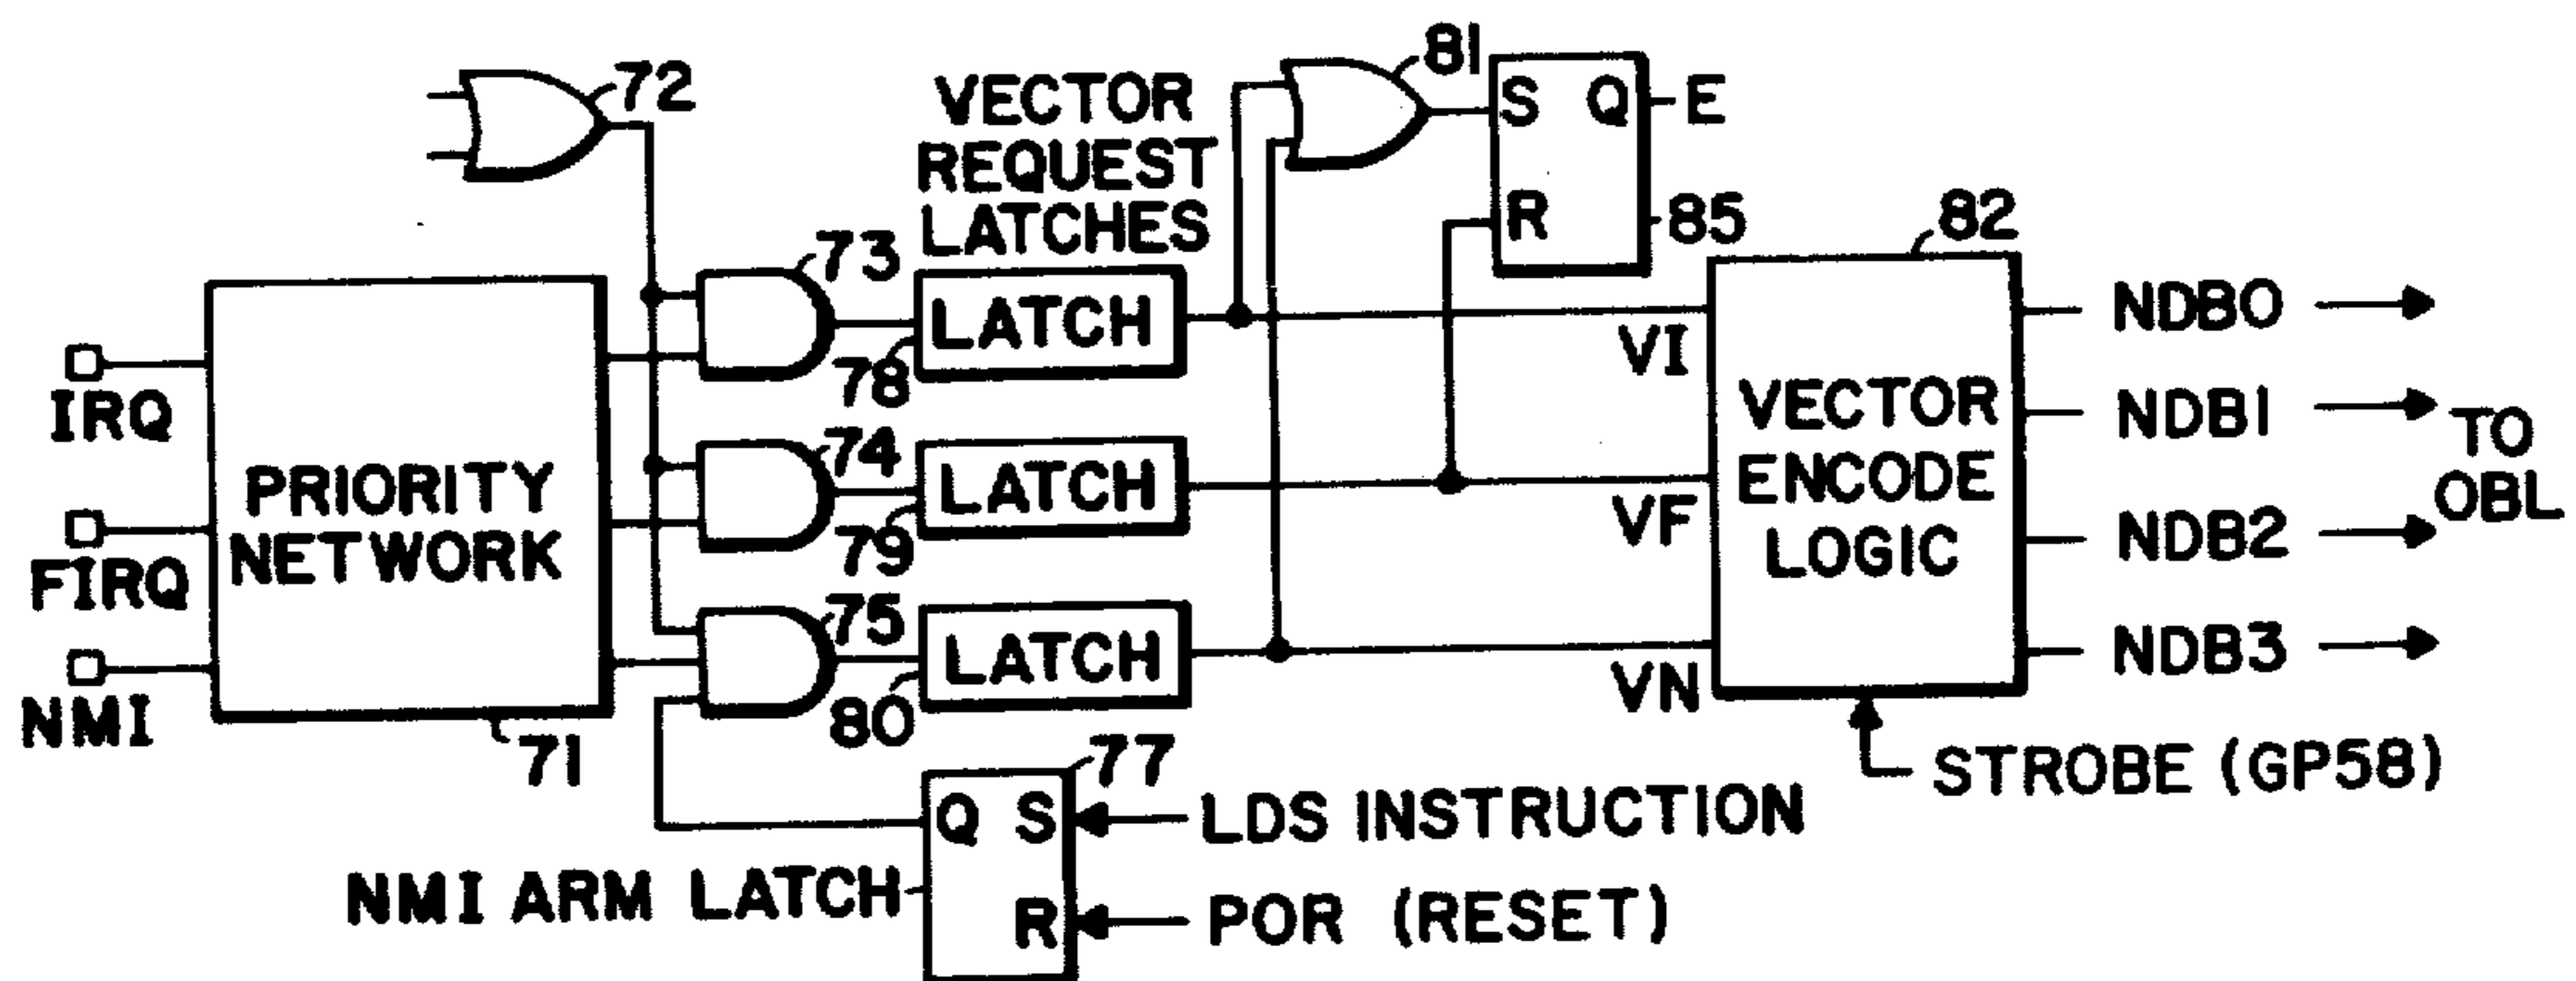 72
VECTOR
REQUEST
LATCHES
81
S Q E
R
85
82
73
LATCH
78
VI
NDB0
IRQ
PRIORITY
NETWORK
74
LATCH
79
VF
VECTOR
ENCODE
LOGIC
NDB1
TO
OBL
FIRQ
NDB2
NMI
75
LATCH
80
VN
NDB3
71
77
STROBE (GP58)
Q S
LDS INSTRUCTION
NMI ARM LATCH
R
POR (RESET)